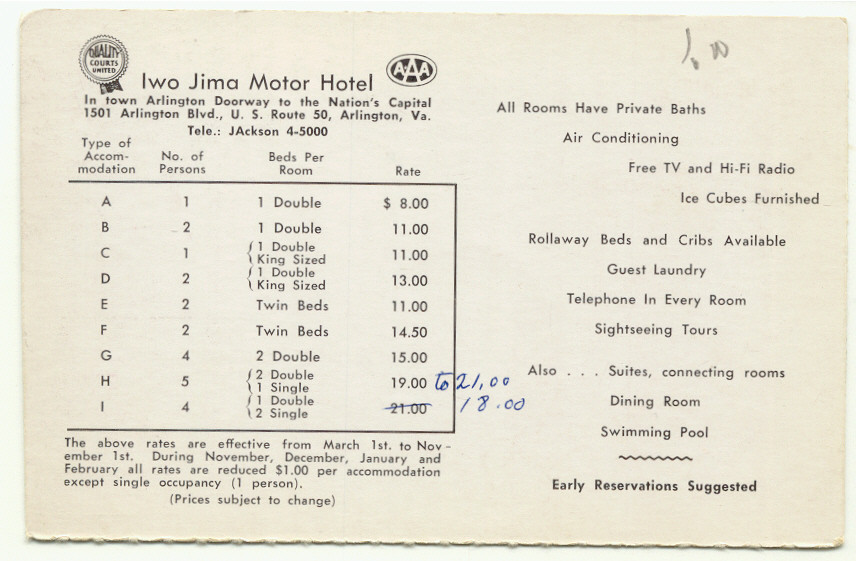 QUALITY
COURTS
UNITED
AAA
Iwo Jima Motor Hotel
In town Arlington Doorway to the Nation's Capital
1501 Arlington Blvd., U. S. Route 50, Arlington, Va.
Tele.: JAckson 4-5000
Type of Accom- modation No. of Persons Beds Per Room Rate
A 1 1 Double $ 8.00
B 2 1 Double 11.00
C 1 { 1 Double King Sized 11.00
D 2 { 1 Double King Sized 13.00
E 2 Twin Beds 11.00
F 2 Twin Beds 14.50
G 4 2 Double 15.00
H 5 { 2 Double 1 Single 19.00 to 21.00
I 4 { 1 Double 2 Single 21.00 18.00
The above rates are effective from March 1st. to Nov-
ember 1st. During November, December, January and
February all rates are reduced $1.00 per accommodation
except single occupancy (1 person).
(Prices subject to change)
All Rooms Have Private Baths
Air Conditioning
Free TV and Hi-Fi Radio
Ice Cubes Furnished
Rollaway Beds and Cribs Available
Guest Laundry
Telephone In Every Room
Sightseeing Tours
Also . . . Suites, connecting rooms
Dining Room
Swimming Pool
Early Reservations Suggested